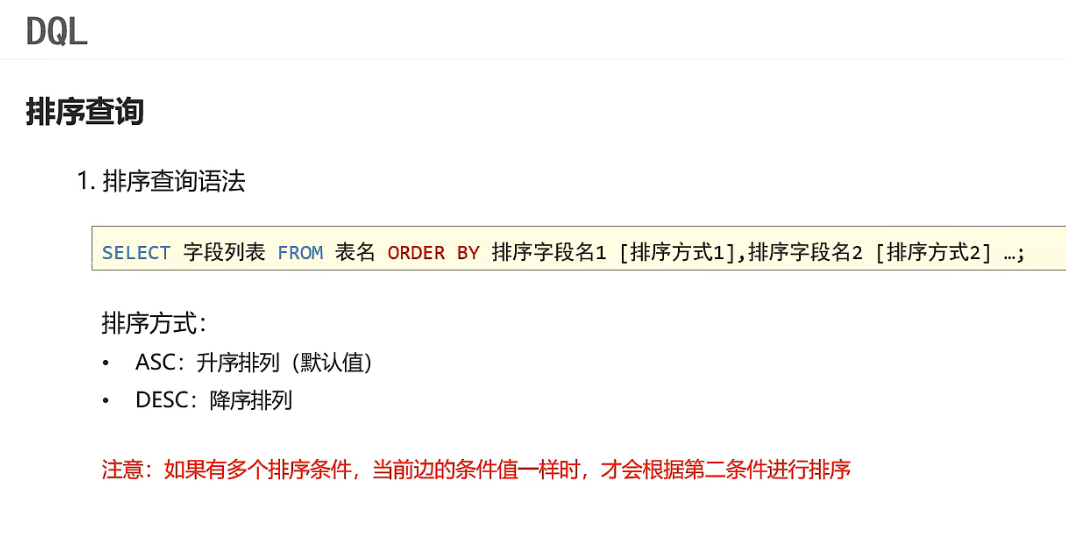 DQL
排序查询
1. 排序查询语法
SELECT 字段列表 FROM 表名 ORDER BY 排序字段名1 [排序方式1],排序字段名2 [排序方式2] …;
排序方式：
• ASC：升序排列（默认值）
• DESC：降序排列
注意：如果有多个排序条件，当前边的条件值一样时，才会根据第二条件进行排序